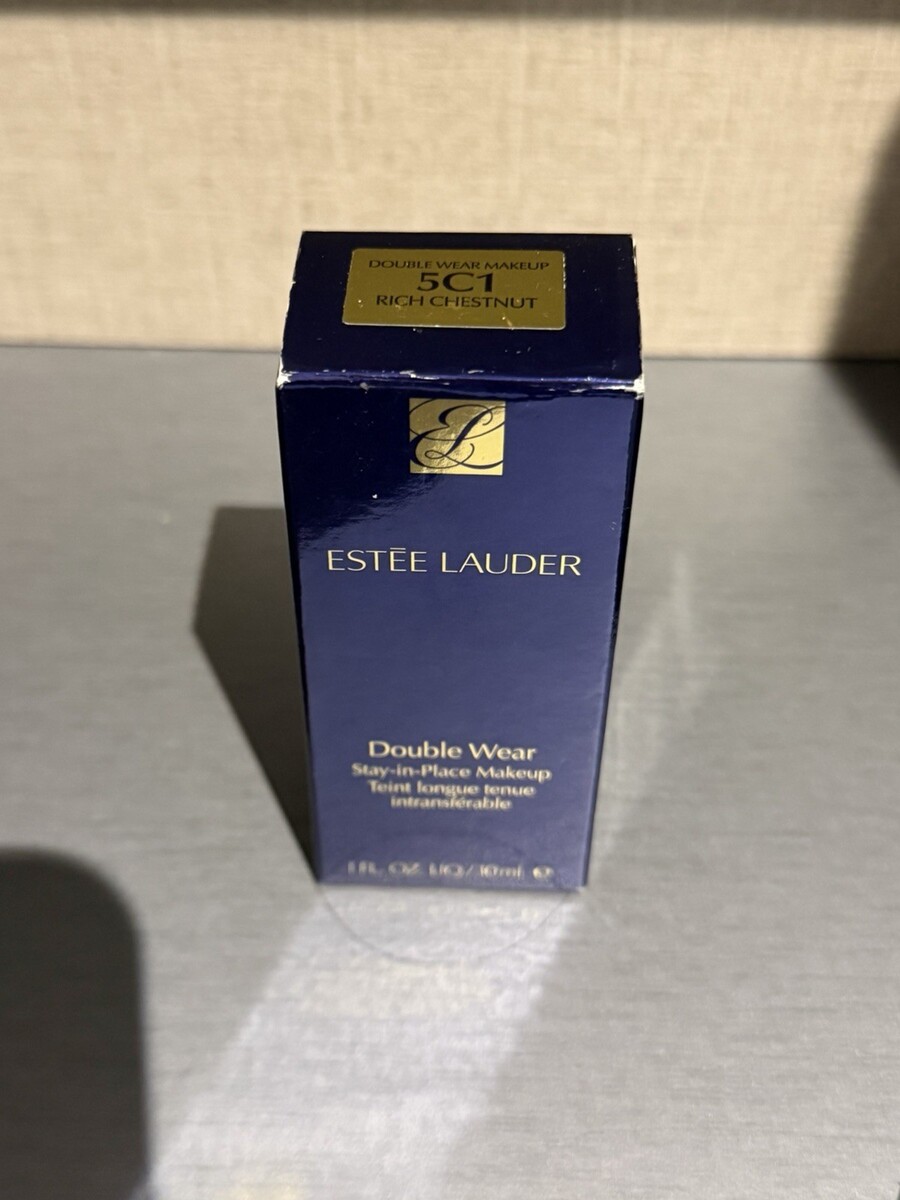 DOUBLE WEAR MAKEUP
5C1
RICH CHESTNUT
EL
ESTĒE LAUDER
Double Wear
Stay-in-Place Makeup
Teint longue tenue
intransférable
1 FL. OZ. LIQ/30ml ℮